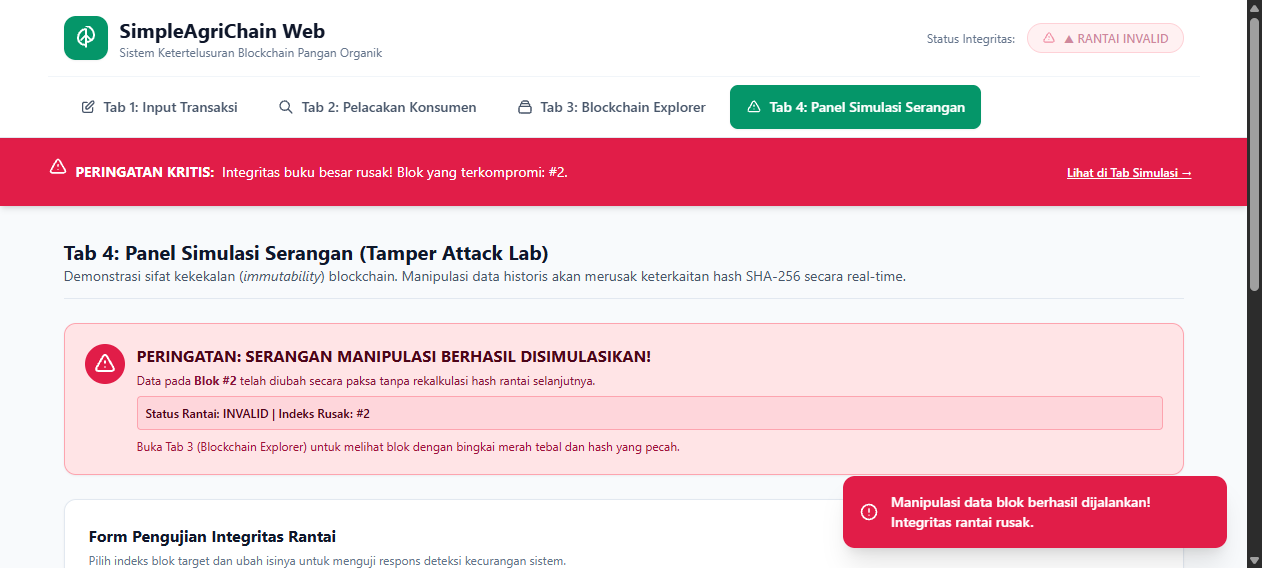 SimpleAgriChain Web
Sistem Ketertelusuran Blockchain Pangan Organik
Status Integritas:
▲ RANTAI INVALID
Tab 1: Input Transaksi
Tab 2: Pelacakan Konsumen
Tab 3: Blockchain Explorer
Tab 4: Panel Simulasi Serangan
PERINGATAN KRITIS: Integritas buku besar rusak! Blok yang terkompromi: #2.
Lihat di Tab Simulasi →
Tab 4: Panel Simulasi Serangan (Tamper Attack Lab)
Demonstrasi sifat kekekalan (immutability) blockchain. Manipulasi data historis akan merusak keterkaitan hash SHA-256 secara real-time.
PERINGATAN: SERANGAN MANIPULASI BERHASIL DISIMULASIKAN!
Data pada Blok #2 telah diubah secara paksa tanpa rekalkulasi hash rantai selanjutnya.
Status Rantai: INVALID | Indeks Rusak: #2
Buka Tab 3 (Blockchain Explorer) untuk melihat blok dengan bingkai merah tebal dan hash yang pecah.
Manipulasi data blok berhasil dijalankan!
Integritas rantai rusak.
Form Pengujian Integritas Rantai
Pilih indeks blok target dan ubah isinya untuk menguji respons deteksi kecurangan sistem.